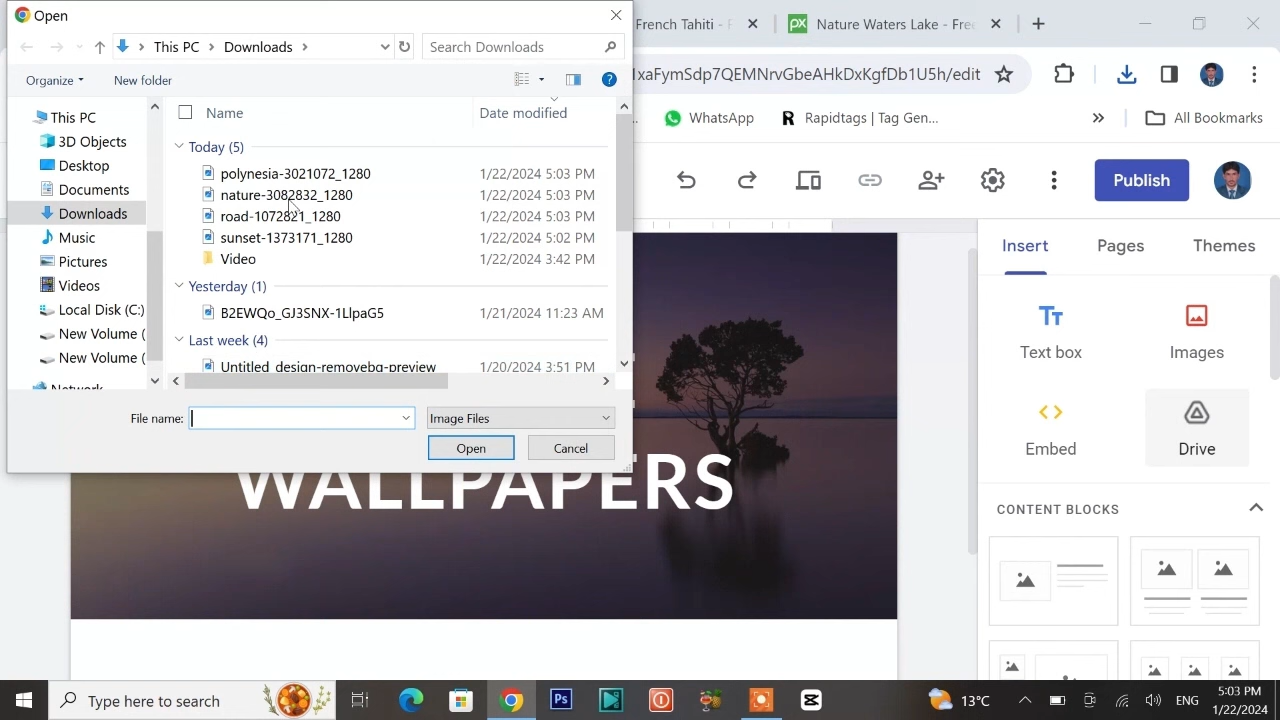 Open
French Tahiti - F
Nature Waters Lake - Free
This PC
Downloads
Search Downloads
1xaFymSdp7QEMNrvGbeAHkDxKgfDb1U5h/edit
Organize
New folder
WhatsApp
Rapidtags | Tag Gen...
All Bookmarks
Name
Date modified
This PC
3D Objects
Desktop
Documents
Downloads
Music
Pictures
Videos
Local Disk (C:)
New Volume (
New Volume (
Network
Today (5)
polynesia-3021072_1280 1/22/2024 5:03 PM
nature-3082832_1280 1/22/2024 5:03 PM
road-1072821_1280 1/22/2024 5:03 PM
sunset-1373171_1280 1/22/2024 5:02 PM
Video 1/22/2024 3:42 PM
Yesterday (1)
B2EWQo_GJ3SNX-1LlpaG5 1/21/2024 11:23 AM
Last week (4)
Untitled_design-removebg-preview 1/20/2024 3:51 PM
File name:
Image Files
Open
Cancel
Publish
Insert
Pages
Themes
Text box
Images
Embed
Drive
CONTENT BLOCKS
WALLPAPERS
Type here to search
13°C
ENG
5:03 PM
1/22/2024